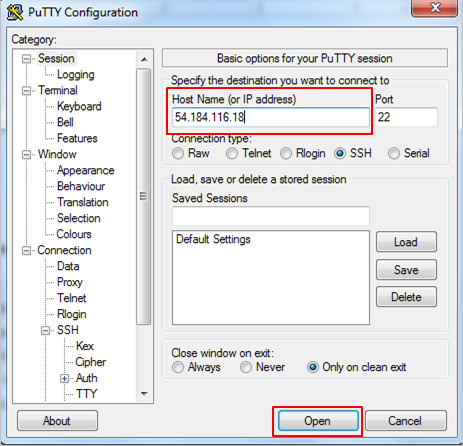 PuTTY Configuration
Category:
Session
Logging
Terminal
Keyboard
Bell
Features
Window
Appearance
Behaviour
Translation
Selection
Colours
Connection
Data
Proxy
Telnet
Rlogin
SSH
Kex
Cipher
Auth
TTY
Basic options for your PuTTY session
Specify the destination you want to connect to
Host Name (or IP address) Port
54.184.116.18 22
Connection type:
Raw Telnet Rlogin SSH Serial
Load, save or delete a stored session
Saved Sessions
Default Settings
Load
Save
Delete
Close window on exit:
Always Never Only on clean exit
About Open Cancel